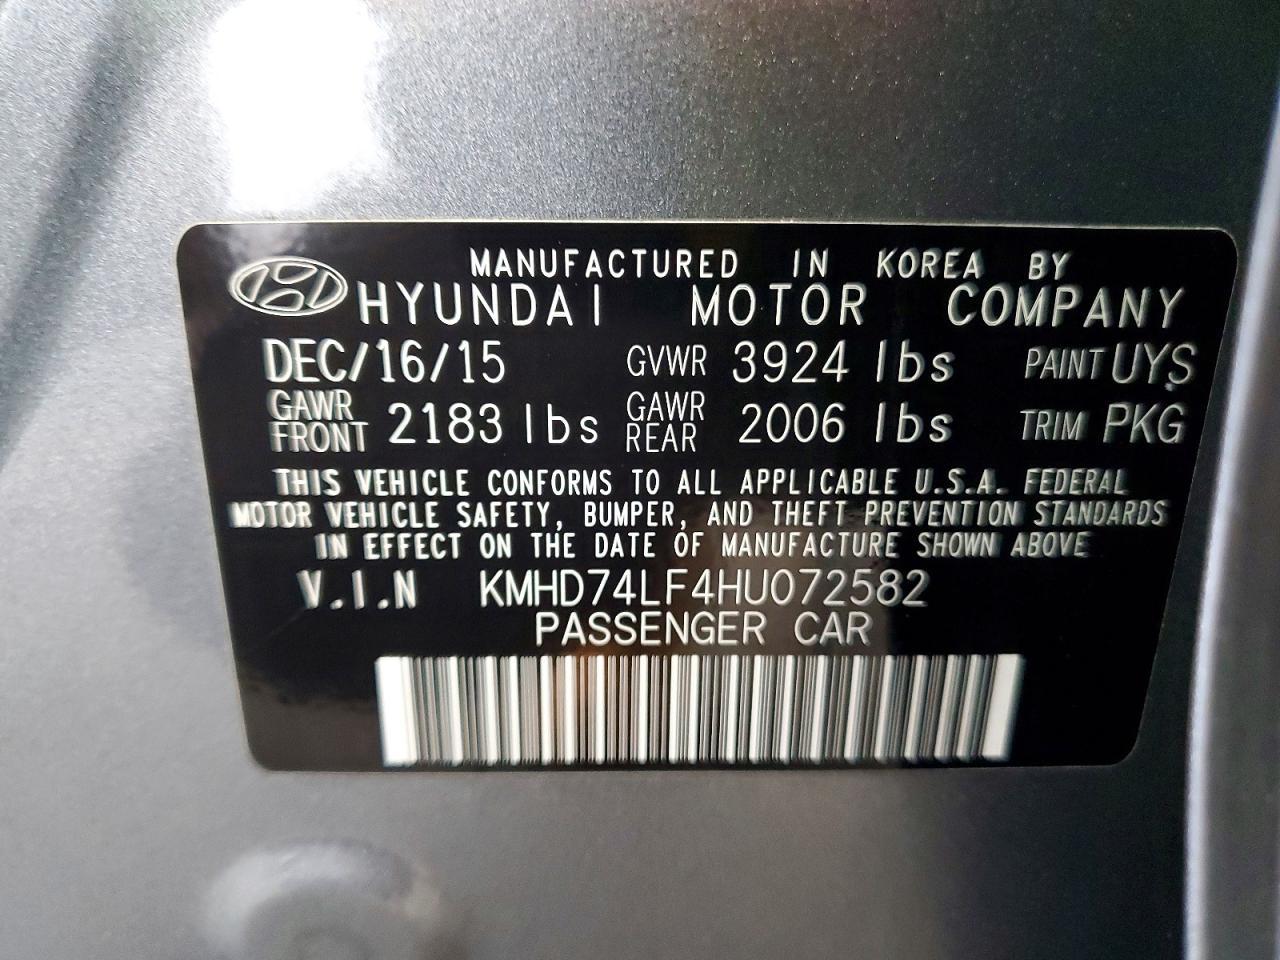 MANUFACTURED IN KOREA BY
HYUNDAI MOTOR COMPANY
DEC/16/15 GVWR 3924 lbs PAINT UYS
GAWR FRONT 2183 lbs GAWR REAR 2006 lbs TRIM PKG
THIS VEHICLE CONFORMS TO ALL APPLICABLE U.S.A. FEDERAL
MOTOR VEHICLE SAFETY, BUMPER, AND THEFT PREVENTION STANDARDS
IN EFFECT ON THE DATE OF MANUFACTURE SHOWN ABOVE
V.I.N KMHD74LF4HU072582
PASSENGER CAR